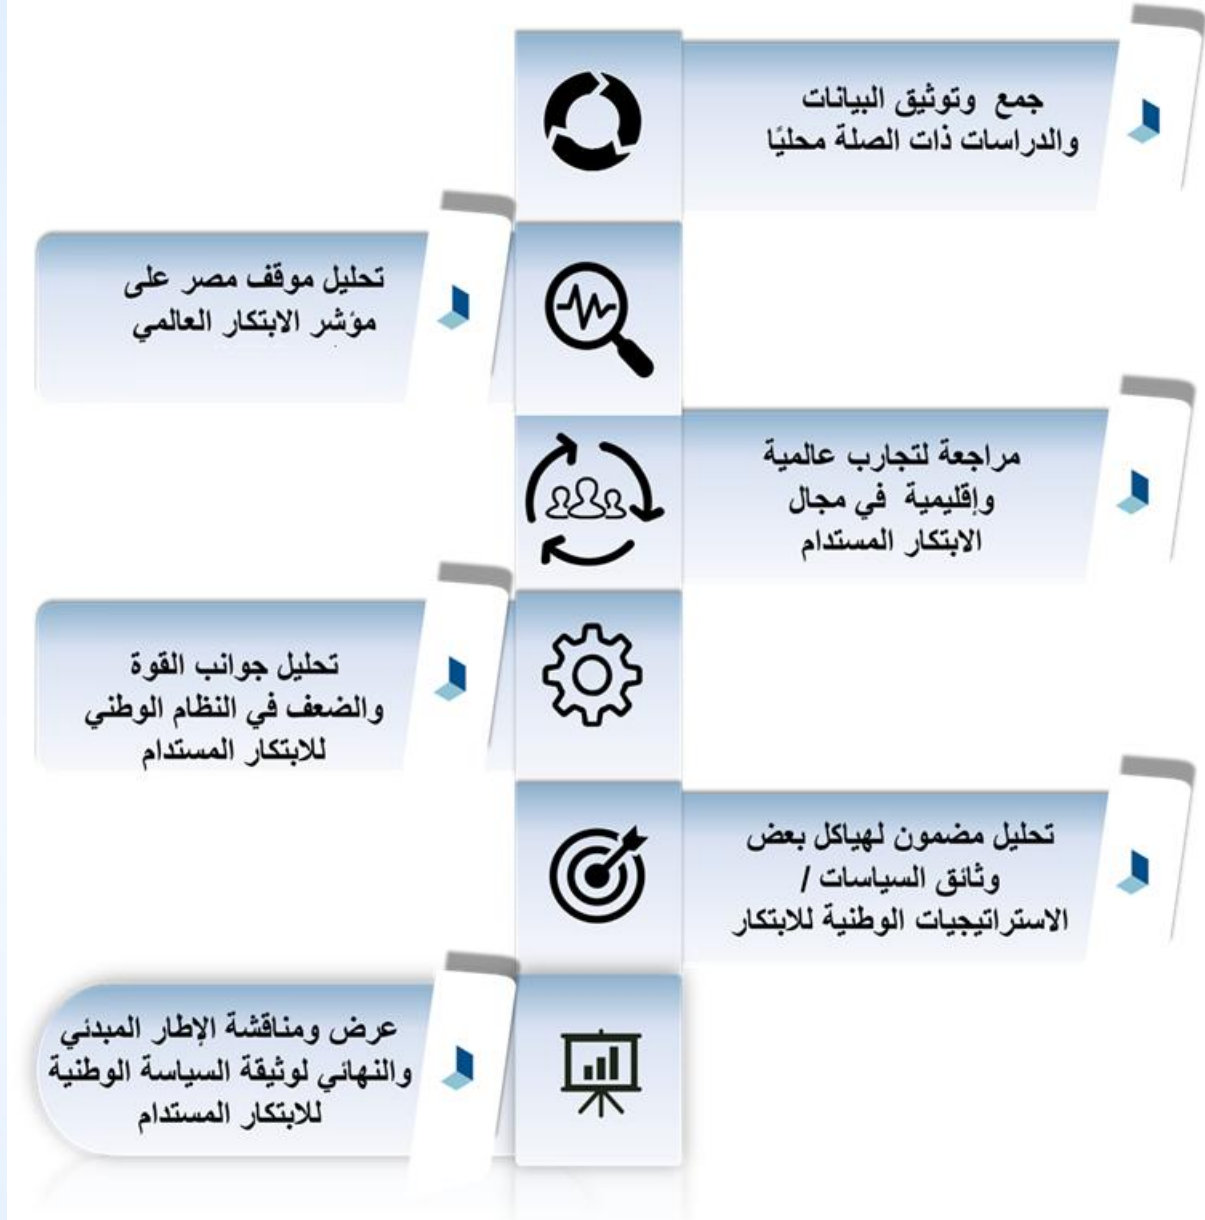 جمع وتوثيق البيانات
والدراسات ذات الصلة محليًا
تحليل موقف مصر على
مؤشر الابتكار العالمي
مراجعة لتجارب عالمية
وإقليمية في مجال
الابتكار المستدام
تحليل جوانب القوة
والضعف في النظام الوطني
للابتكار المستدام
تحليل مضمون لهياكل بعض
وثائق السياسات /
الاستراتيجيات الوطنية للابتكار
عرض ومناقشة الإطار المبدئي
والنهائي لوثيقة السياسة الوطنية
للابتكار المستدام